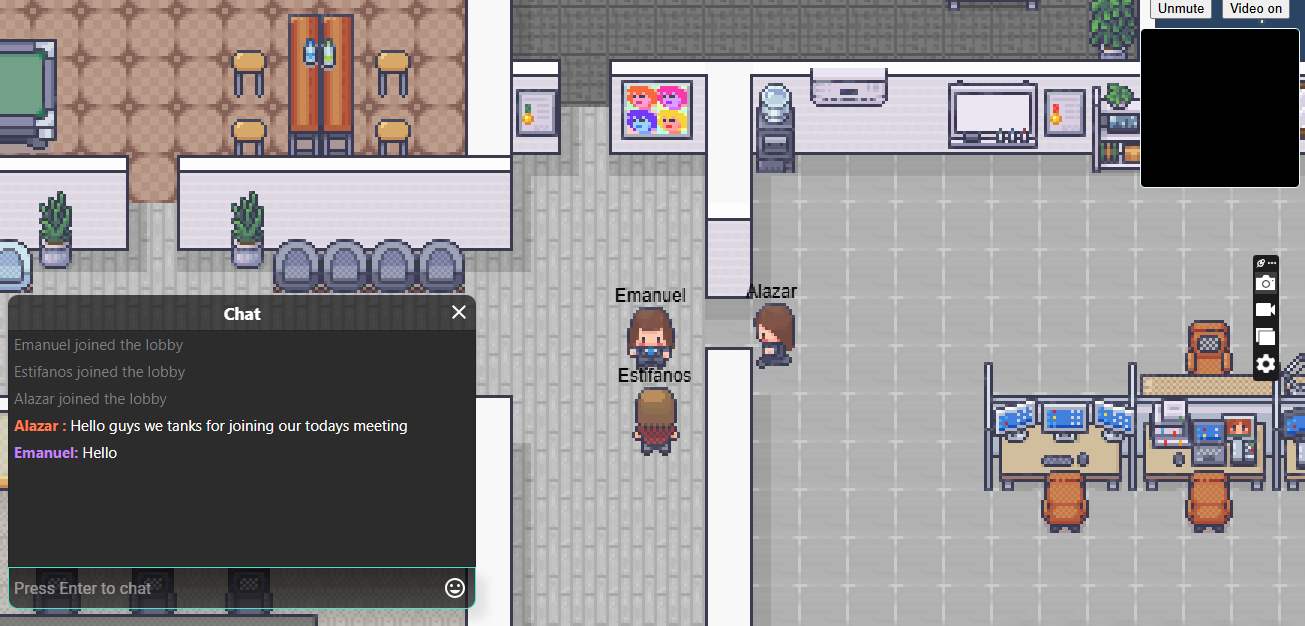 Unmute
Video on
Emanuel
Alazar
Estifanos
Chat
Emanuel joined the lobby
Estifanos joined the lobby
Alazar joined the lobby
Alazar : Hello guys we tanks for joining our todays meeting
Emanuel: Hello
Press Enter to chat